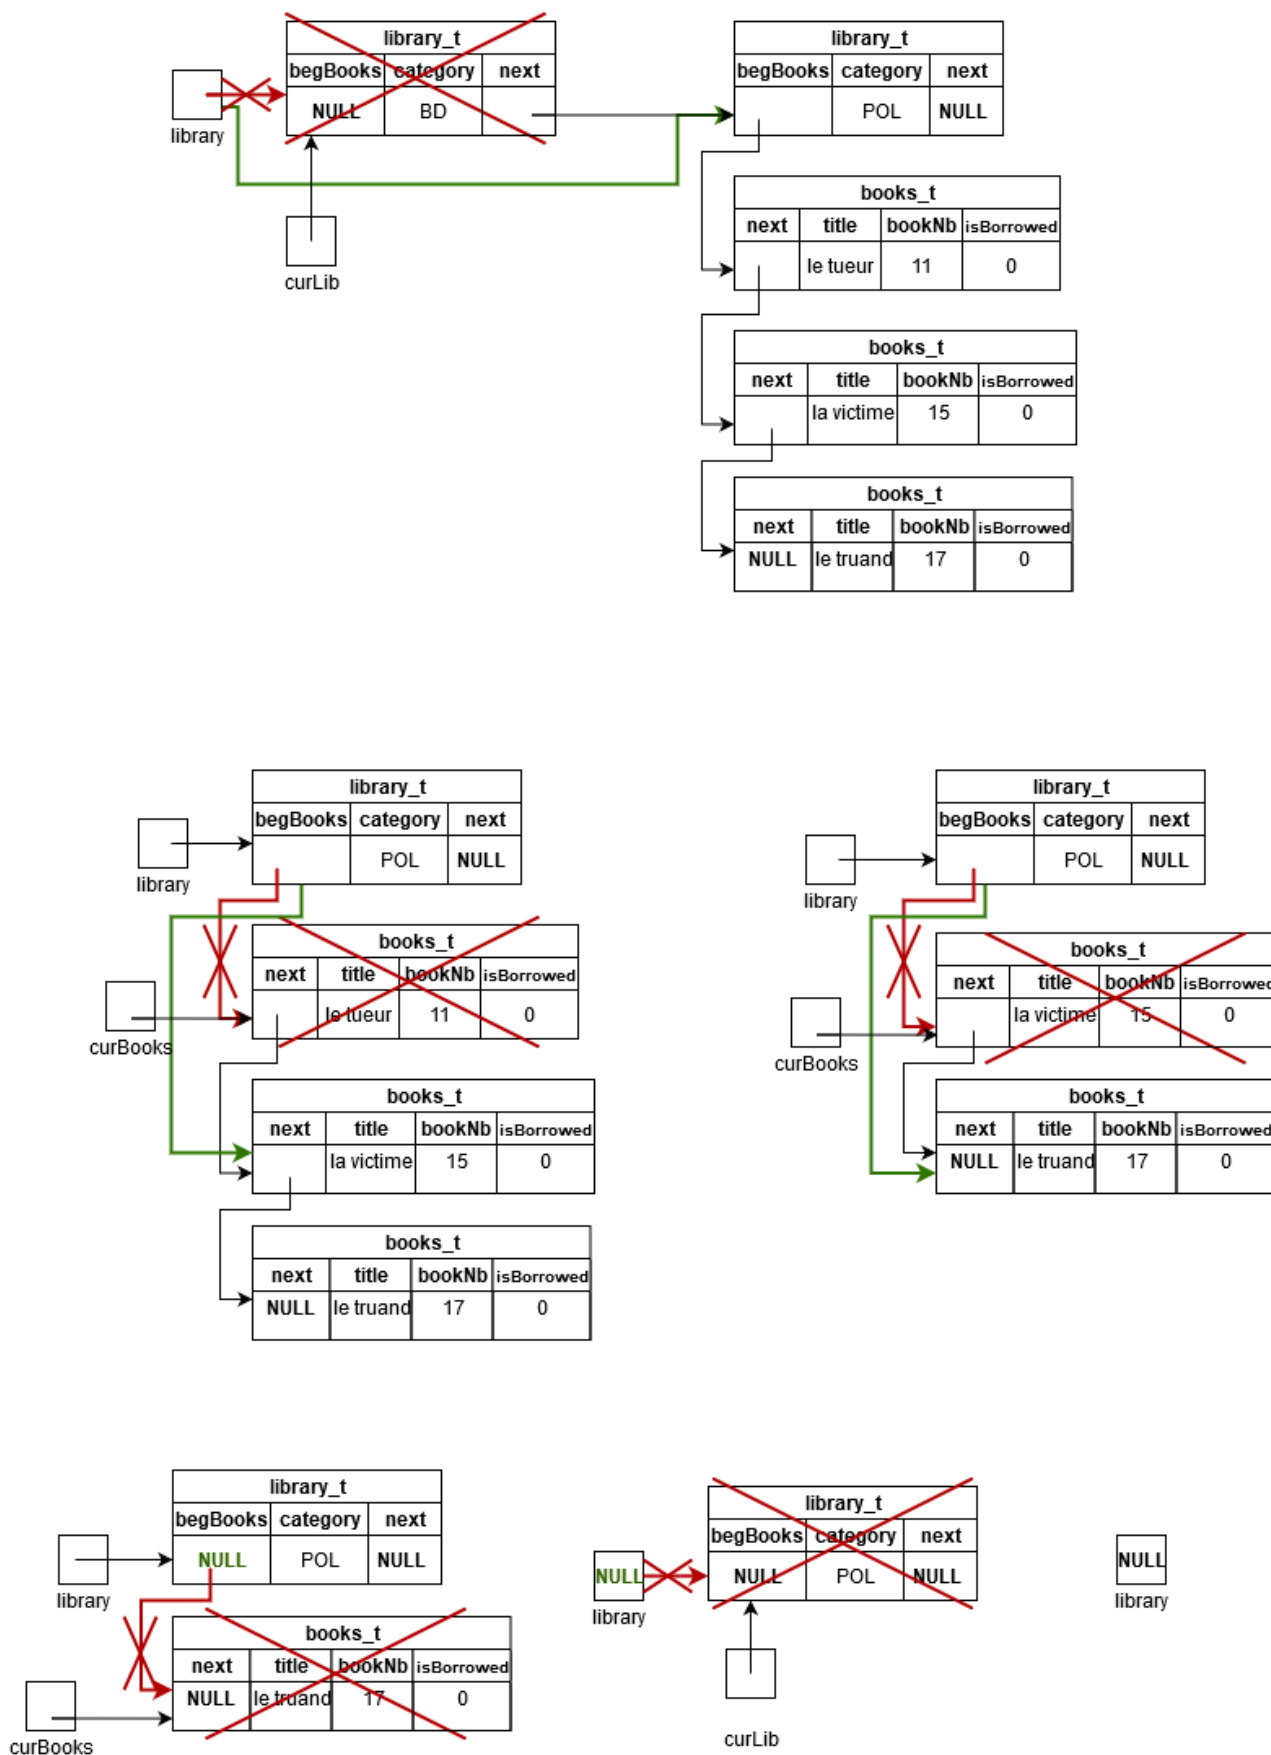 library_t
begBooks category next
NULL BD
library
curLib
library_t
begBooks category next
POL NULL
books_t
next title bookNb isBorrowed
le tueur 11 0
books_t
next title bookNb isBorrowed
la victime 15 0
books_t
next title bookNb isBorrowed
NULL le truand 17 0
library_t
begBooks category next
POL NULL
library
books_t
next title bookNb isBorrowed
le tueur 11 0
curBooks
books_t
next title bookNb isBorrowed
la victime 15 0
books_t
next title bookNb isBorrowed
NULL le truand 17 0
library_t
begBooks category next
POL NULL
library
books_t
next title bookNb isBorrowed
la victime 15 0
curBooks
books_t
next title bookNb isBorrowed
NULL le truand 17 0
library_t
begBooks category next
NULL POL NULL
library
books_t
next title bookNb isBorrowed
NULL le truand 17 0
curBooks
library_t
begBooks category next
NULL NULL POL NULL
library
curLib
NULL
library